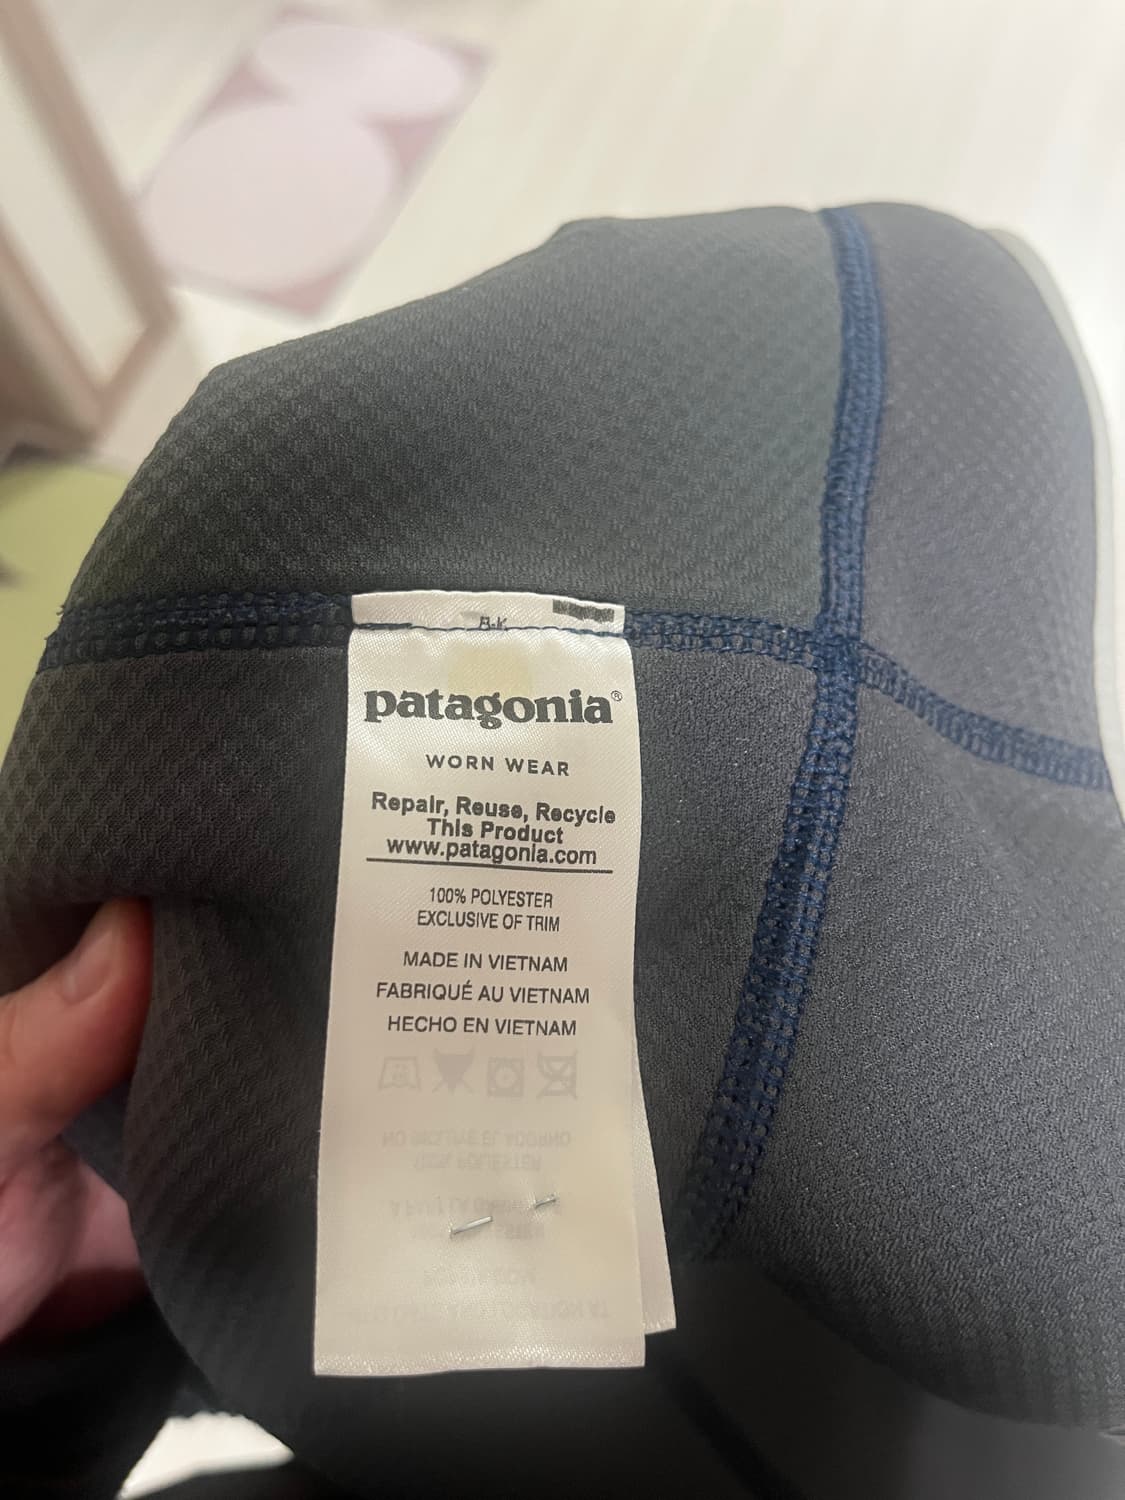 patagonia®
WORN WEAR
Repair, Reuse, Recycle
This Product
www.patagonia.com
100% POLYESTER
EXCLUSIVE OF TRIM
MADE IN VIETNAM
FABRIQUÉ AU VIETNAM
HECHO EN VIETNAM